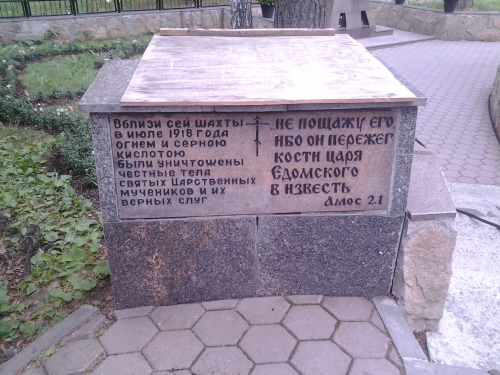 Вблизи сей шахты
в июле 1918 года
огнем и серною
кислотою
были уничтожены
честные тела
святых Царственных
мучеников и их
верных слуг
не пощажу его
ибо он пережег
кости царя
Едомского
в известь
Амос 2.1